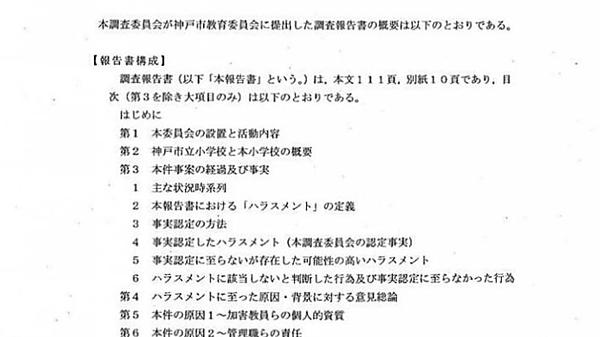 本調査委員会が神戸市教育委員会に提出した調査報告書の概要は以下のとおりである。
【報告書構成】
調査報告書（以下「本報告書」という。）は，本文１１１頁，別紙１０頁であり，目
次（第３を除き大項目のみ）は以下のとおりである。
はじめに
第１　本委員会の設置と活動内容
第２　神戸市立小学校と本小学校の概要
第３　本件事案の経過及び事実
１　主な状況時系列
２　本報告書における「ハラスメント」の定義
３　事実認定の方法
４　事実認定したハラスメント（本調査委員会の認定事実）
５　事実認定に至らないが存在した可能性の高いハラスメント
６　ハラスメントに該当しないと判断した行為及び事実認定に至らなかった行為
第４　ハラスメントに至った原因・背景に対する意見総論
第５　本件の原因１～加害教員らの個人的資質
第６　本件の原因２～管理職らの責任